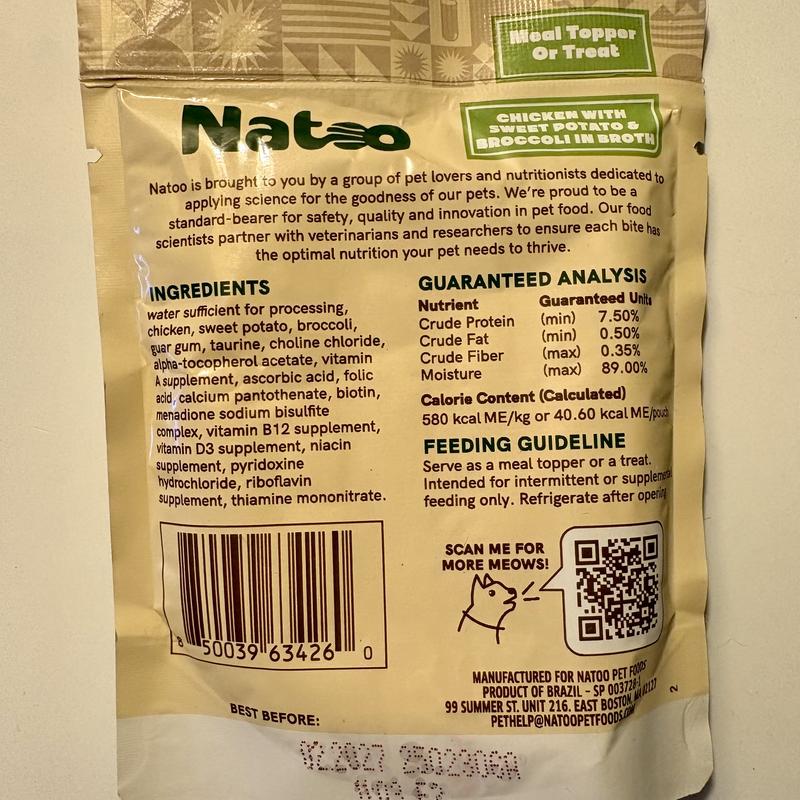 Meal Topper
Or Treat
Natoo
CHICKEN WITH
SWEET POTATO &
BROCCOLI IN BROTH
Natoo is brought to you by a group of pet lovers and nutritionists dedicated to
applying science for the goodness of our pets. We're proud to be a
standard-bearer for safety, quality and innovation in pet food. Our food
scientists partner with veterinarians and researchers to ensure each bite has
the optimal nutrition your pet needs to thrive.
INGREDIENTS
water sufficient for processing,
chicken, sweet potato, broccoli,
guar gum, taurine, choline chloride,
alpha-tocopherol acetate, vitamin
A supplement, ascorbic acid, folic
acid, calcium pantothenate, biotin,
menadione sodium bisulfite
complex, vitamin B12 supplement,
vitamin D3 supplement, niacin
supplement, pyridoxine
hydrochloride, riboflavin
supplement, thiamine mononitrate.
GUARANTEED ANALYSIS
Nutrient Guaranteed Units
Crude Protein (min) 7.50%
Crude Fat (min) 0.50%
Crude Fiber (max) 0.35%
Moisture (max) 89.00%
Calorie Content (Calculated)
580 kcal ME/kg or 40.60 kcal ME/pouch
FEEDING GUIDELINE
Serve as a meal topper or a treat.
Intended for intermittent or supplemental
feeding only. Refrigerate after opening
SCAN ME FOR
MORE MEOWS!
8 50039 63426 0
MANUFACTURED FOR NATOO PET FOODS
PRODUCT OF BRAZIL - SP 003728-1
99 SUMMER ST. UNIT 216. EAST BOSTON, MA 02127
PETHELP@NATOOPETFOODS.COM
2
BEST BEFORE:
02.2027 2502306A